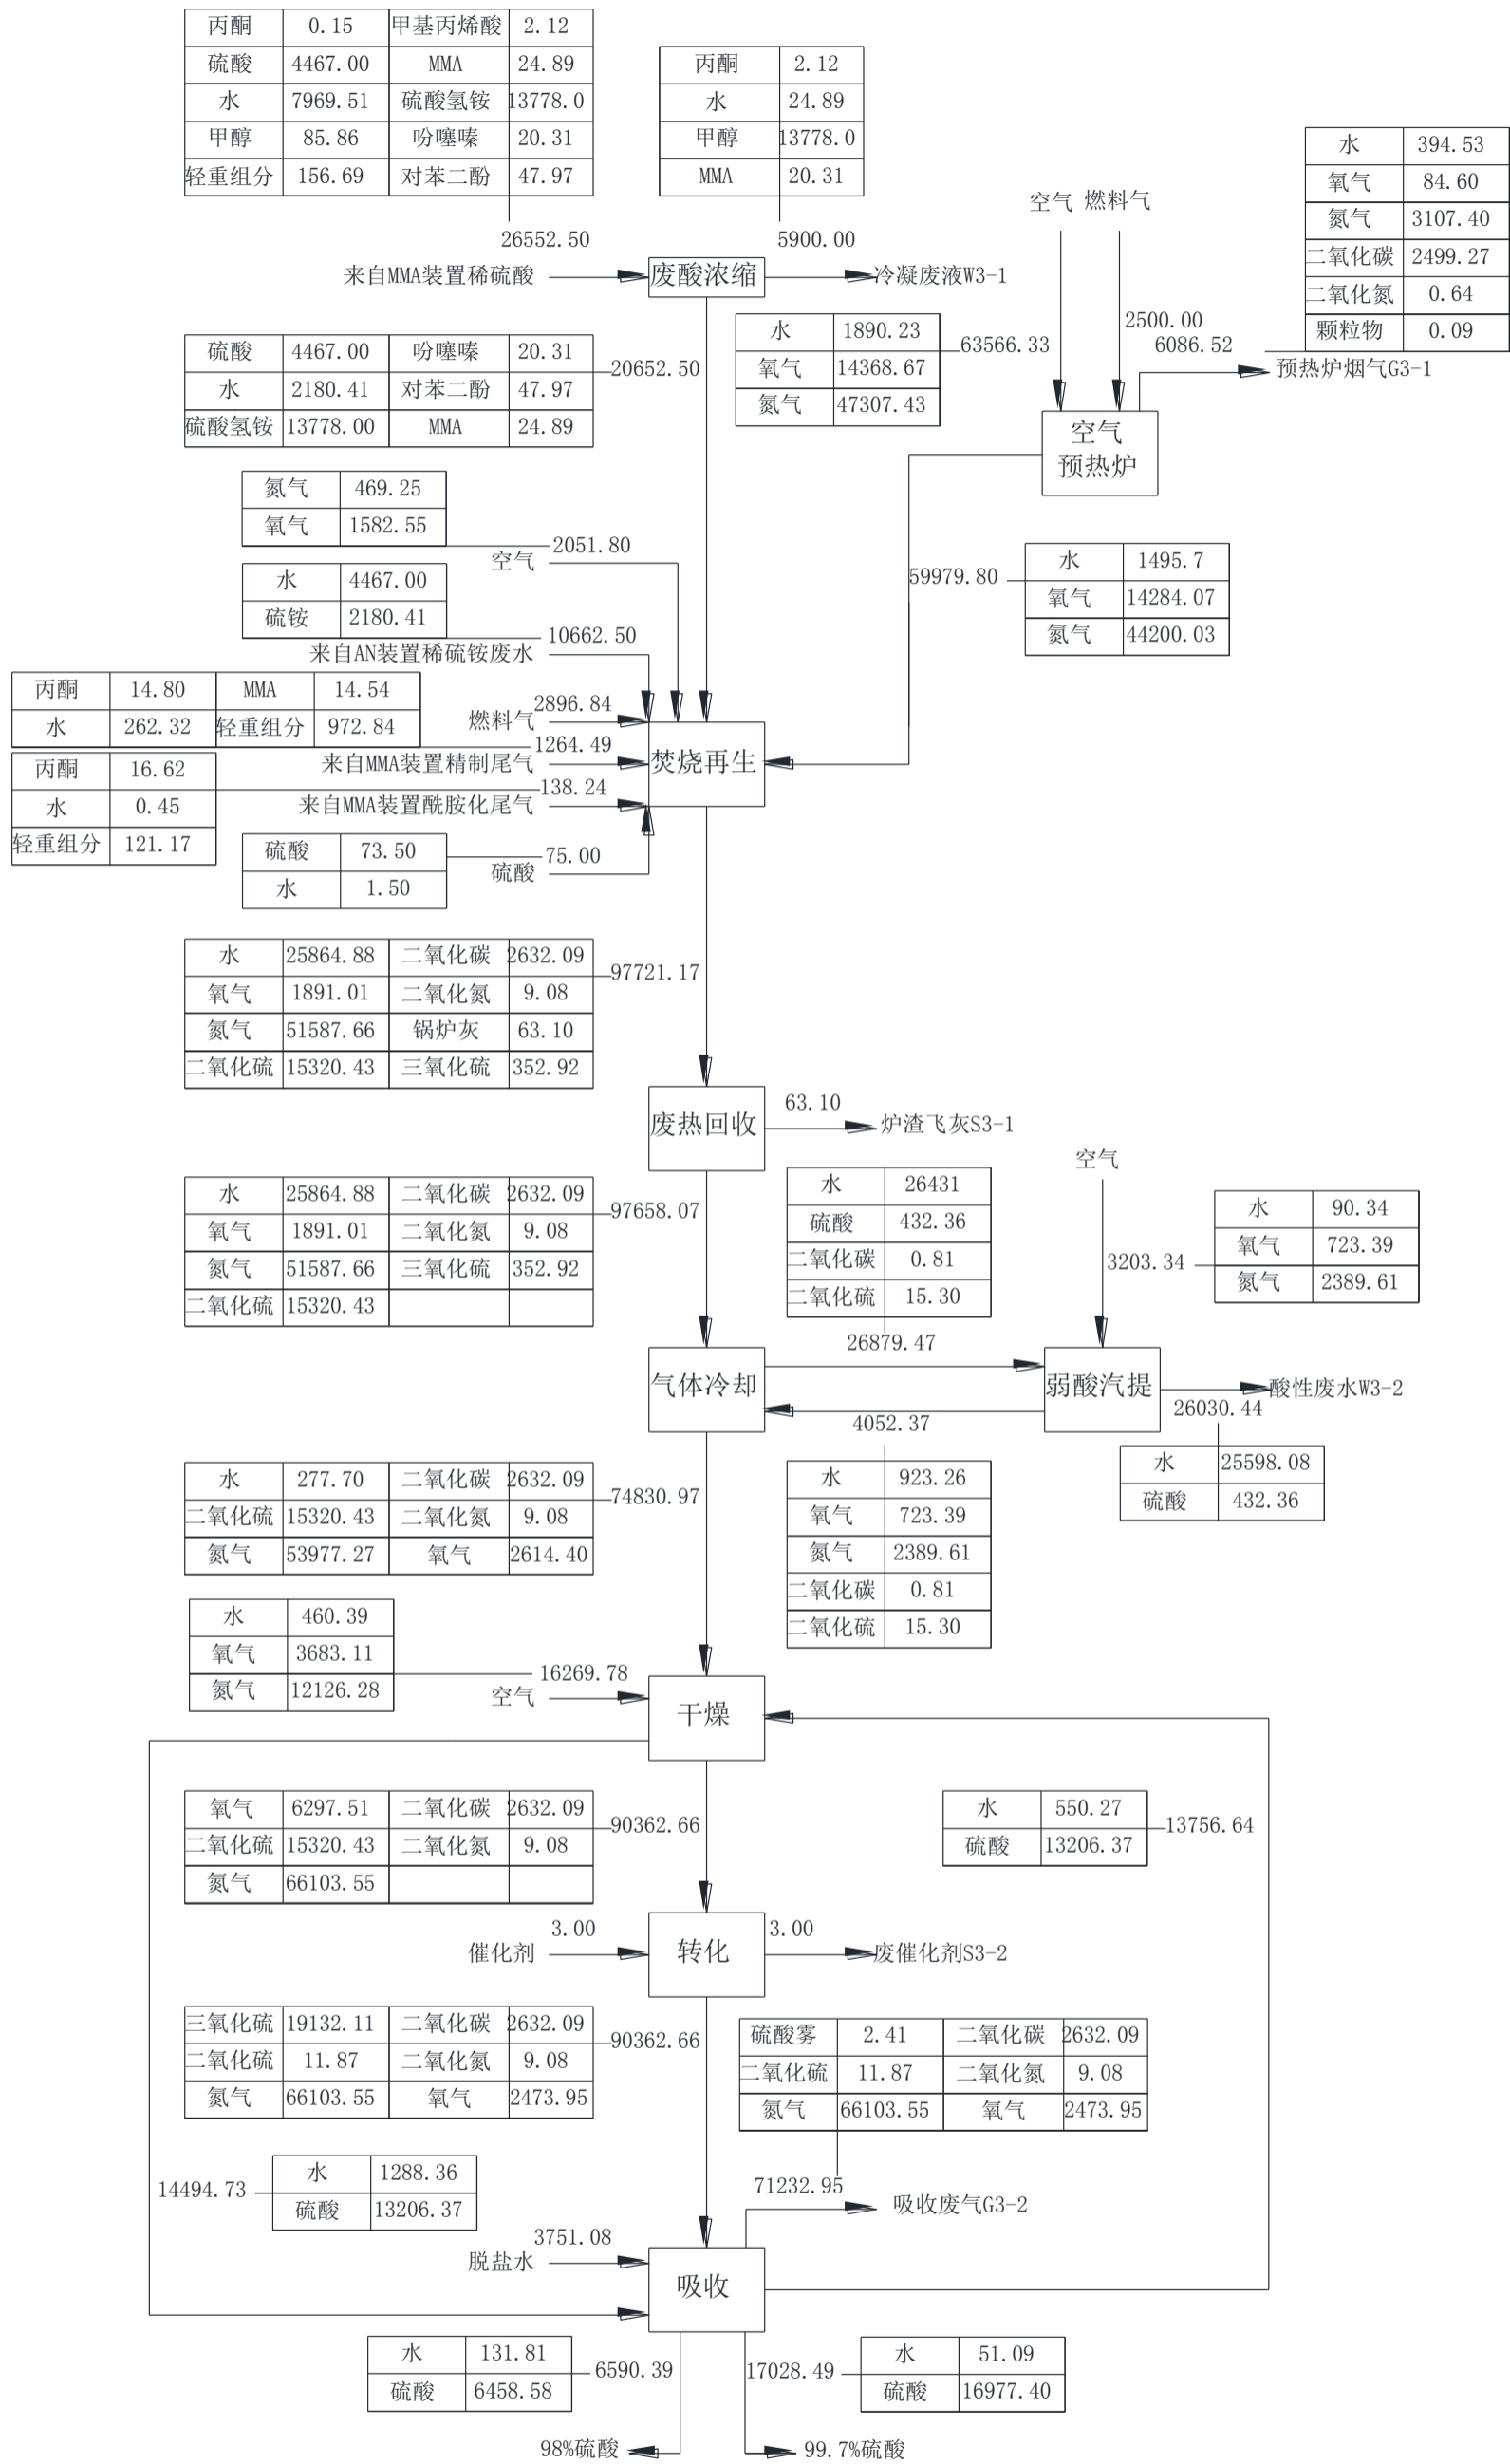 丙酮 0.15 甲基丙烯酸 2.12
硫酸 4467.00 MMA 24.89
水 7969.51 硫酸氢铵 13778.0
甲醇 85.86 吩噻嗪 20.31
轻重组分 156.69 对苯二酚 47.97
丙酮 2.12
水 24.89
甲醇 13778.0
MMA 20.31
水 394.53
氧气 84.60
氮气 3107.40
二氧化碳 2499.27
二氧化氮 0.64
颗粒物 0.09
空气 燃料气
26552.50
5900.00
来自MMA装置稀硫酸
废酸浓缩
冷凝废液W3-1
2500.00
6086.52
预热炉烟气G3-1
硫酸 4467.00 吩噻嗪 20.31
水 2180.41 对苯二酚 47.97
硫酸氢铵 13778.00 MMA 24.89
20652.50
水 1890.23
氧气 14368.67
氮气 47307.43
63566.33
空气
预热炉
氮气 469.25
氧气 1582.55
2051.80
空气
水 4467.00
硫铵 2180.41
10662.50
来自AN装置稀硫铵废水
59979.80
水 1495.7
氧气 14284.07
氮气 44200.03
丙酮 14.80 MMA 14.54
水 262.32 轻重组分 972.84
2896.84
燃料气
1264.49
来自MMA装置精制尾气
焚烧再生
丙酮 16.62
水 0.45
轻重组分 121.17
138.24
来自MMA装置酰胺化尾气
硫酸 73.50
水 1.50
75.00
硫酸
水 25864.88 二氧化碳 2632.09
氧气 1891.01 二氧化氮 9.08
氮气 51587.66 锅炉灰 63.10
二氧化硫 15320.43 三氧化硫 352.92
97721.17
废热回收
63.10
炉渣飞灰S3-1
水 25864.88 二氧化碳 2632.09
氧气 1891.01 二氧化氮 9.08
氮气 51587.66 三氧化硫 352.92
二氧化硫 15320.43
97658.07
水 26431
硫酸 432.36
二氧化碳 0.81
二氧化硫 15.30
26879.47
空气
3203.34
水 90.34
氧气 723.39
氮气 2389.61
气体冷却
弱酸汽提
酸性废水W3-2
26030.44
4052.37
水 25598.08
硫酸 432.36
水 277.70 二氧化碳 2632.09
二氧化硫 15320.43 二氧化氮 9.08
氮气 53977.27 氧气 2614.40
74830.97
水 923.26
氧气 723.39
氮气 2389.61
二氧化碳 0.81
二氧化硫 15.30
水 460.39
氧气 3683.11
氮气 12126.28
16269.78
空气
干燥
氧气 6297.51 二氧化碳 2632.09
二氧化硫 15320.43 二氧化氮 9.08
氮气 66103.55
90362.66
水 550.27
硫酸 13206.37
13756.64
3.00
催化剂
转化
3.00
废催化剂S3-2
三氧化硫 19132.11 二氧化碳 2632.09
二氧化硫 11.87 二氧化氮 9.08
氮气 66103.55 氧气 2473.95
90362.66
硫酸雾 2.41 二氧化碳 2632.09
二氧化硫 11.87 二氧化氮 9.08
氮气 66103.55 氧气 2473.95
14494.73
水 1288.36
硫酸 13206.37
71232.95
吸收废气G3-2
3751.08
脱盐水
吸收
水 131.81
硫酸 6458.58
6590.39
17028.49
水 51.09
硫酸 16977.40
98%硫酸
99.7%硫酸